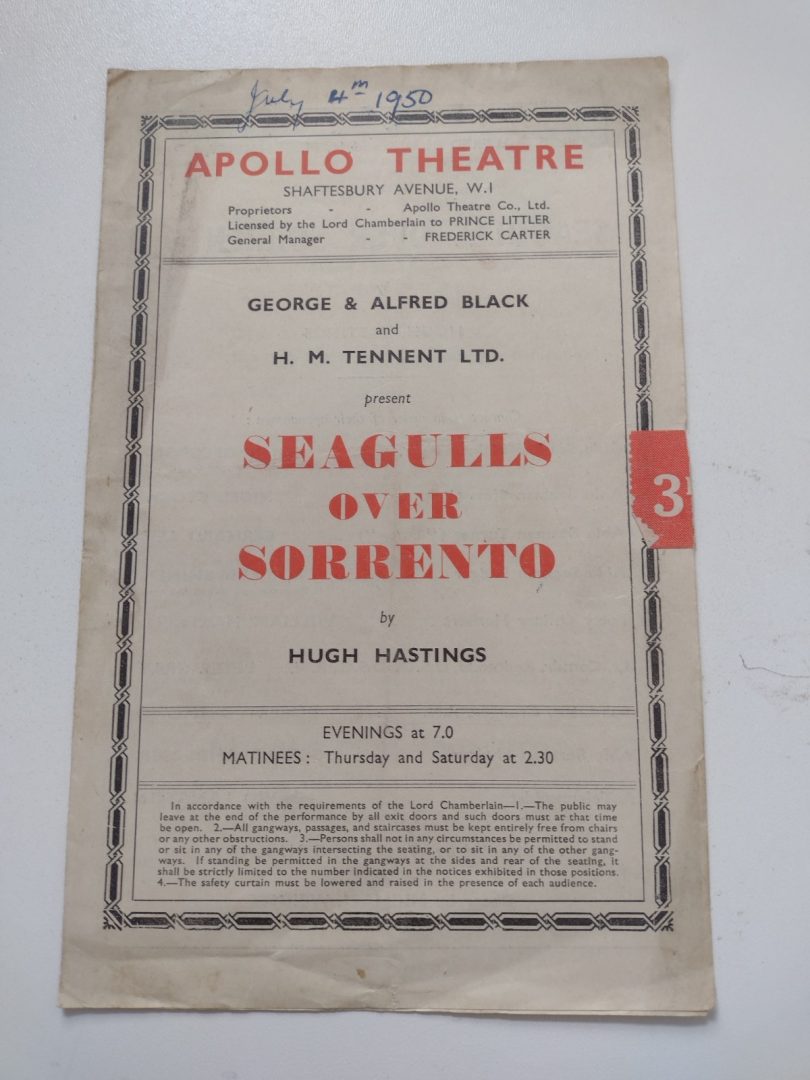 July 4th 1950
APOLLO THEATRE
SHAFTESBURY AVENUE, W.1
Proprietors - - Apollo Theatre Co., Ltd.
Licensed by the Lord Chamberlain to PRINCE LITTLER
General Manager - - FREDERICK CARTER
GEORGE & ALFRED BLACK
and
H. M. TENNENT LTD.
present
SEAGULLS
OVER
SORRENTO
3
by
HUGH HASTINGS
EVENINGS at 7.0
MATINEES : Thursday and Saturday at 2.30
In accordance with the requirements of the Lord Chamberlain—1.—The public may
leave at the end of the performance by all exit doors and such doors must at that time
be open. 2.—All gangways, passages, and staircases must be kept entirely free from chairs
or any other obstructions. 3.—Persons shall not in any circumstances be permitted to stand
or sit in any of the gangways intersecting the seating, or to sit in any of the other gang-
ways. If standing be permitted in the gangways at the sides and rear of the seating, it
shall be strictly limited to the number indicated in the notices exhibited in those positions.
4.—The safety curtain must be lowered and raised in the presence of each audience.